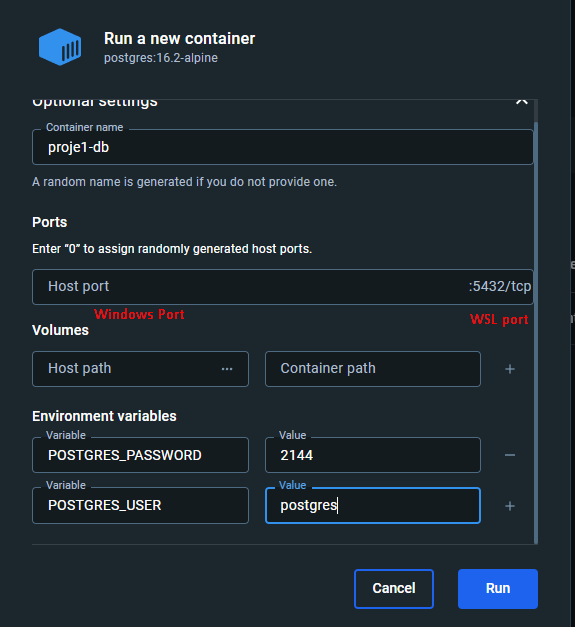 Run a new container
postgres:16.2-alpine
Optional settings
Container name
proje1-db
A random name is generated if you do not provide one.
Ports
Enter “0” to assign randomly generated host ports.
Host port :5432/tcp
Windows Port WSL port
Volumes
Host path ··· Container path +
Environment variables
Variable Value
POSTGRES_PASSWORD 2144 −
Variable Value
POSTGRES_USER postgres +
Cancel Run